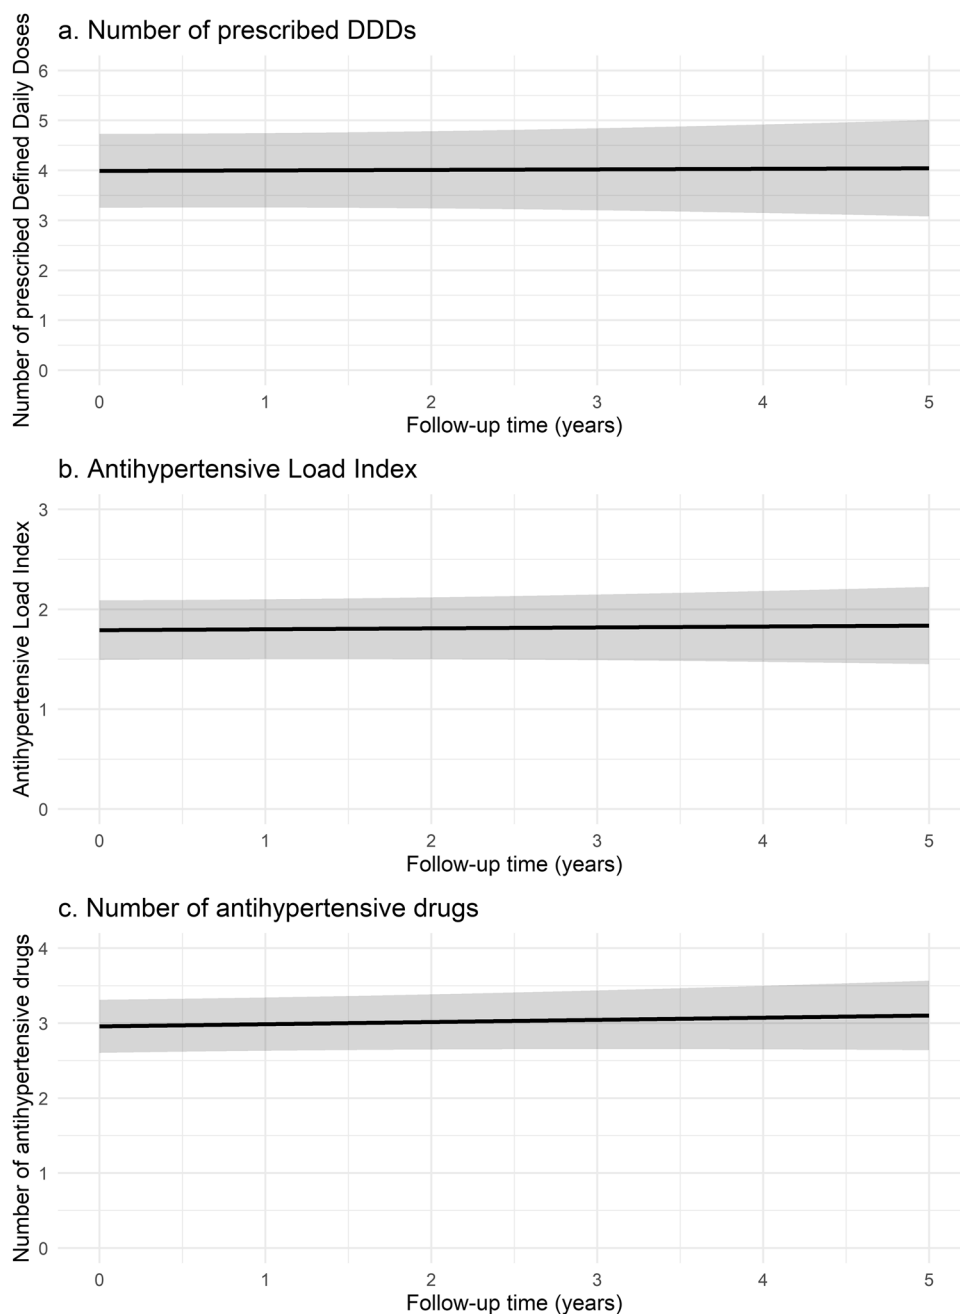 a. Number of prescribed DDDs
Number of prescribed Defined Daily Doses
6
5
4
3
2
1
0
0 1 2 3 4 5
Follow-up time (years)
b. Antihypertensive Load Index
Antihypertensive Load Index
3
2
1
0
0 1 2 3 4 5
Follow-up time (years)
c. Number of antihypertensive drugs
Number of antihypertensive drugs
4
3
2
1
0
0 1 2 3 4 5
Follow-up time (years)